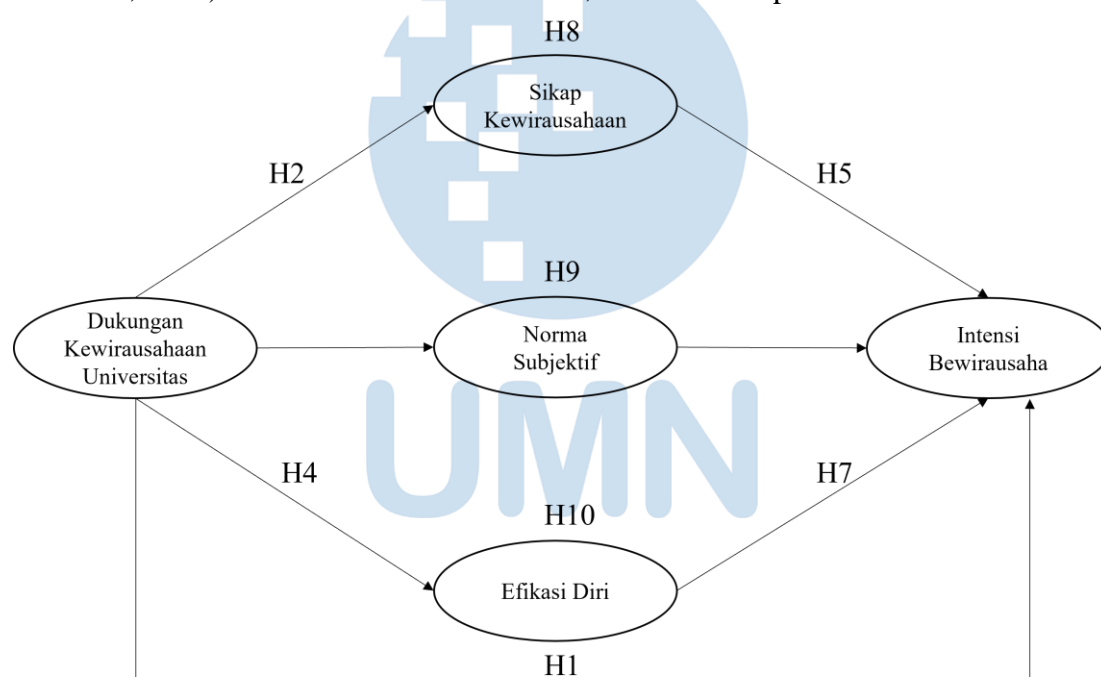 H8
Sikap
Kewirausahaan
H2
H5
H9
Dukungan
Kewirausahaan
Universitas
Norma
Subjektif
Intensi
Bewirausaha
UMN
H4
H7
H10
Efikasi Diri
H1